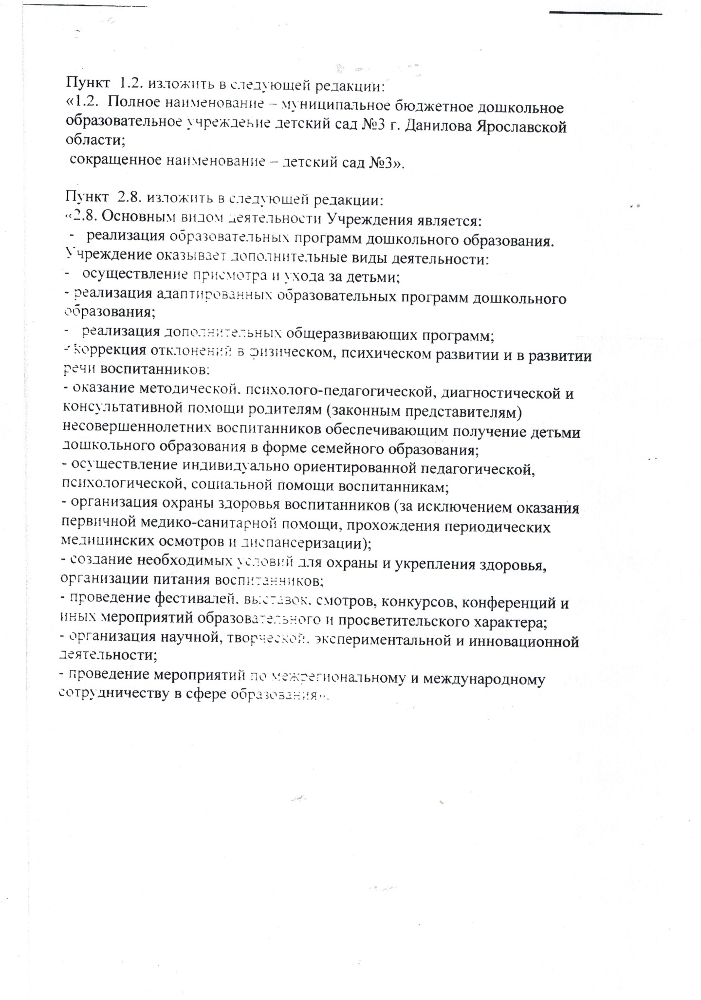 Пункт 1.2. изложить в следующей редакции:
«1.2. Полное наименование – муниципальное бюджетное дошкольное
образовательное учреждение детский сад №3 г. Данилова Ярославской
области;
сокращенное наименование – детский сад №3».
Пункт 2.8. изложить в следующей редакции:
«2.8. Основным видом деятельности Учреждения является:
- реализация образовательных программ дошкольного образования.
Учреждение оказывает дополнительные виды деятельности:
- осуществление присмотра и ухода за детьми;
- реализация адаптированных образовательных программ дошкольного
образования;
- реализация дополнительных общеразвивающих программ;
- коррекция отклонений в физическом, психическом развитии и в развитии
речи воспитанников;
- оказание методической, психолого-педагогической, диагностической и
консультативной помощи родителям (законным представителям)
несовершеннолетних воспитанников обеспечивающим получение детьми
дошкольного образования в форме семейного образования;
- осуществление индивидуально ориентированной педагогической,
психологической, социальной помощи воспитанникам;
- организация охраны здоровья воспитанников (за исключением оказания
первичной медико-санитарной помощи, прохождения периодических
медицинских осмотров и диспансеризации);
- создание необходимых условий для охраны и укрепления здоровья,
организации питания воспитанников;
- проведение фестивалей, выставок, смотров, конкурсов, конференций и
иных мероприятий образовательного и просветительского характера;
- организация научной, творческой, экспериментальной и инновационной
деятельности;
- проведение мероприятий по межрегиональному и международному
сотрудничеству в сфере образования».